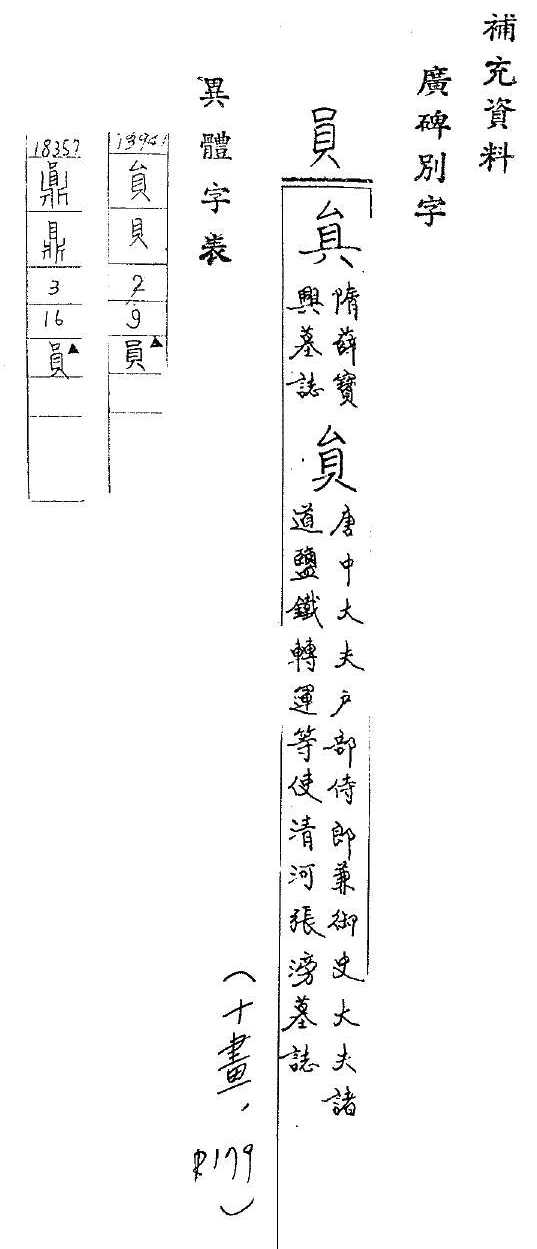 補充資料
廣碑別字
員
貟
隋薛寶
興墓誌
貟
唐中大夫戶部侍郎兼御史大夫諸
道鹽鐵轉運等使清河張滂墓誌
(十畫, P179)
異體字表
貟
貝
2
9
員▲
18357
𪔅
鼎
3
16
員▲